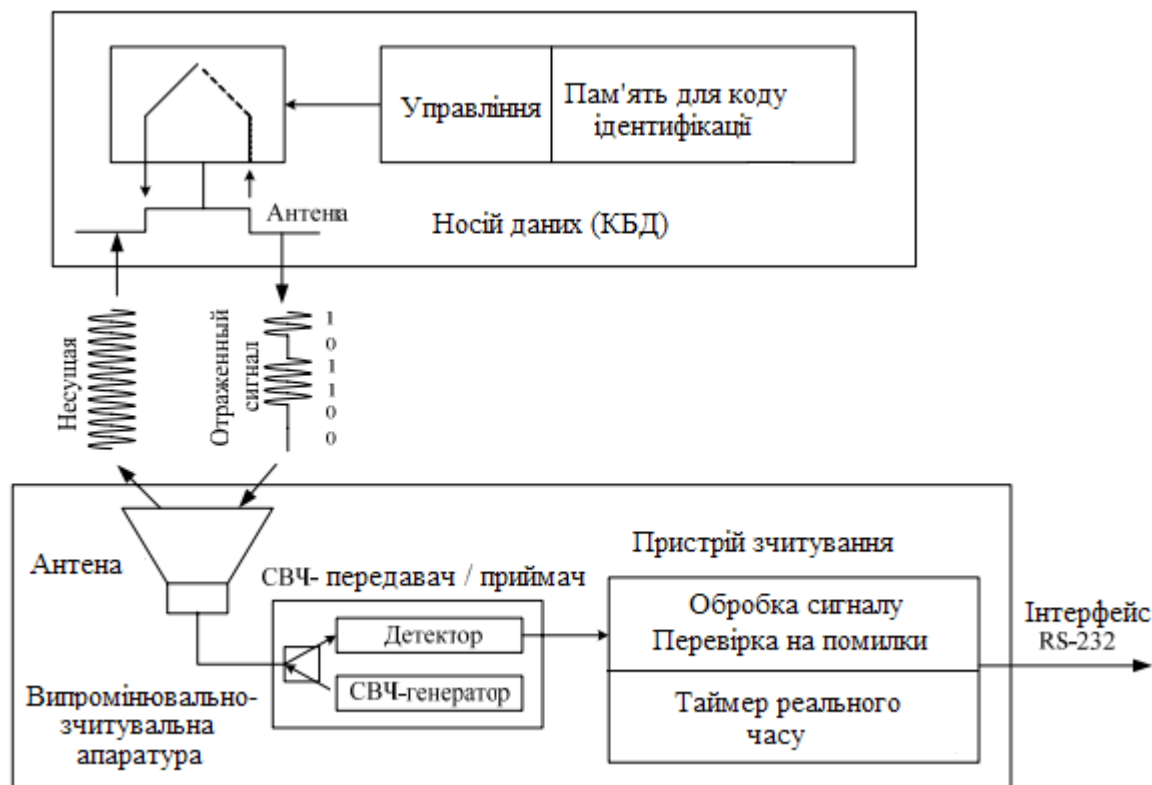 Управління
Пам'ять для коду
ідентифікації
Антена
Носій даних (КБД)
Несущая
Отраженный
сигнал
1
0
1
1
0
0
Антена
Пристрій зчитування
СВЧ- передавач / приймач
Детектор
СВЧ-генератор
Обробка сигналу
Перевірка на помилки
Таймер реального
часу
Інтерфейс
RS-232
Випромінювально-
зчитувальна
апаратура